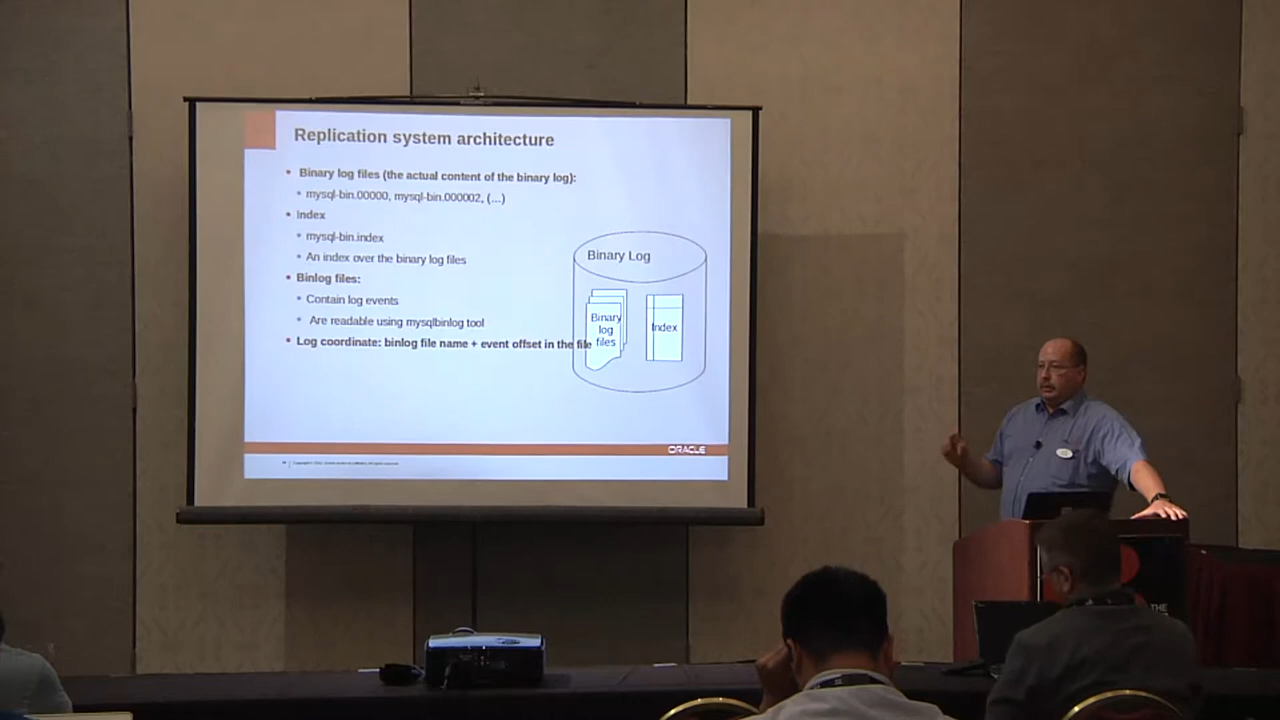 Replication system architecture
Binary log files (the actual content of the binary log):
mysql-bin.00000, mysql-bin.000002, (...)
Index
mysql-bin.index
An index over the binary log files
Binlog files:
Contain log events
Are readable using mysqlbinlog tool
Log coordinate: binlog file name + event offset in the file
Binary Log
Binary
log
files
Index
ORACLE
THE